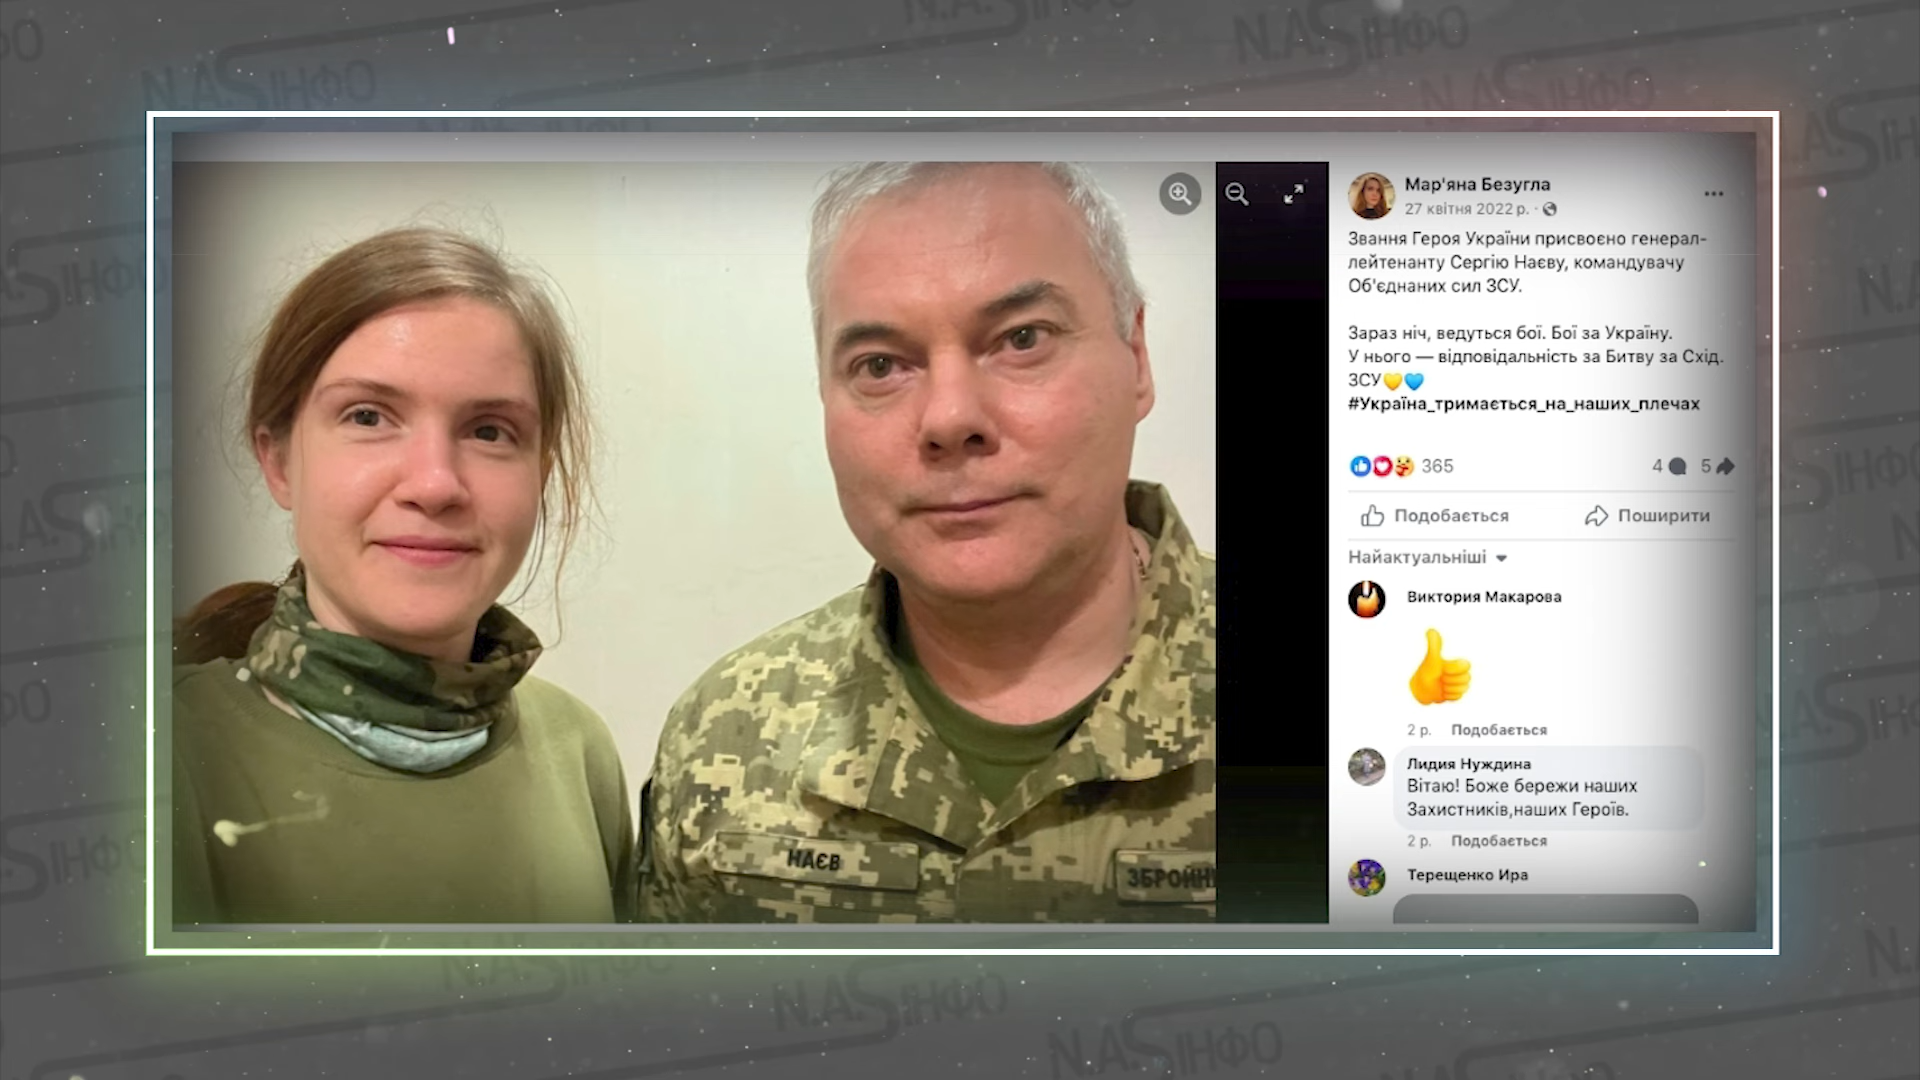 N.A.SІНФО
Мар'яна Безугла
27 квітня 2022 р. ·
Звання Героя України присвоєно генерал-
лейтенанту Сергію Наєву, командувачу
Об'єднаних сил ЗСУ.
Зараз ніч, ведуться бої. Бої за Україну.
У нього — відповідальність за Битву за Схід.
ЗСУ💛💙
#Україна_тримається_на_наших_плечах
365
4
5
Подобається
Поширити
Найактуальніші
Виктория Макарова
👍
2 р. Подобається
Лидия Нуждина
Вітаю! Боже бережи наших
Захистників,наших Героїв.
2 р. Подобається
Терещенко Ира
НАЄВ
ЗБРОЙН